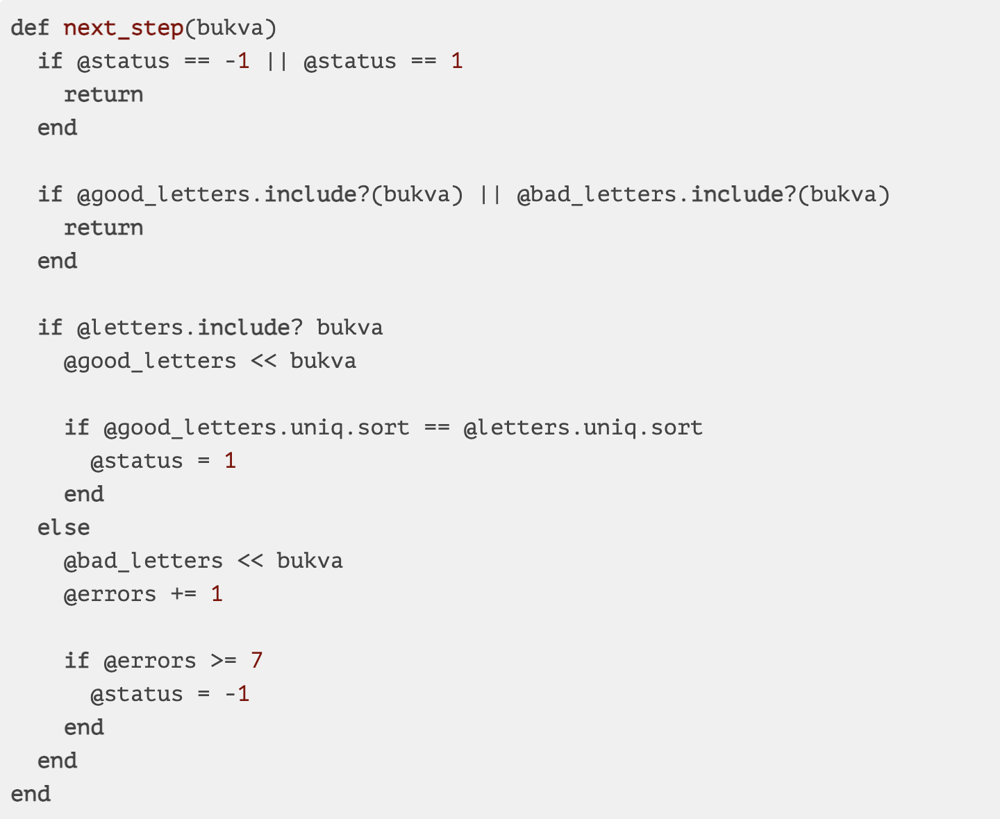 def next_step(bukva)
  if @status == -1 || @status == 1
    return
  end

  if @good_letters.include?(bukva) || @bad_letters.include?(bukva)
    return
  end

  if @letters.include? bukva
    @good_letters << bukva

    if @good_letters.uniq.sort == @letters.uniq.sort
      @status = 1
    end
  else
    @bad_letters << bukva
    @errors += 1

    if @errors >= 7
      @status = -1
    end
  end
end